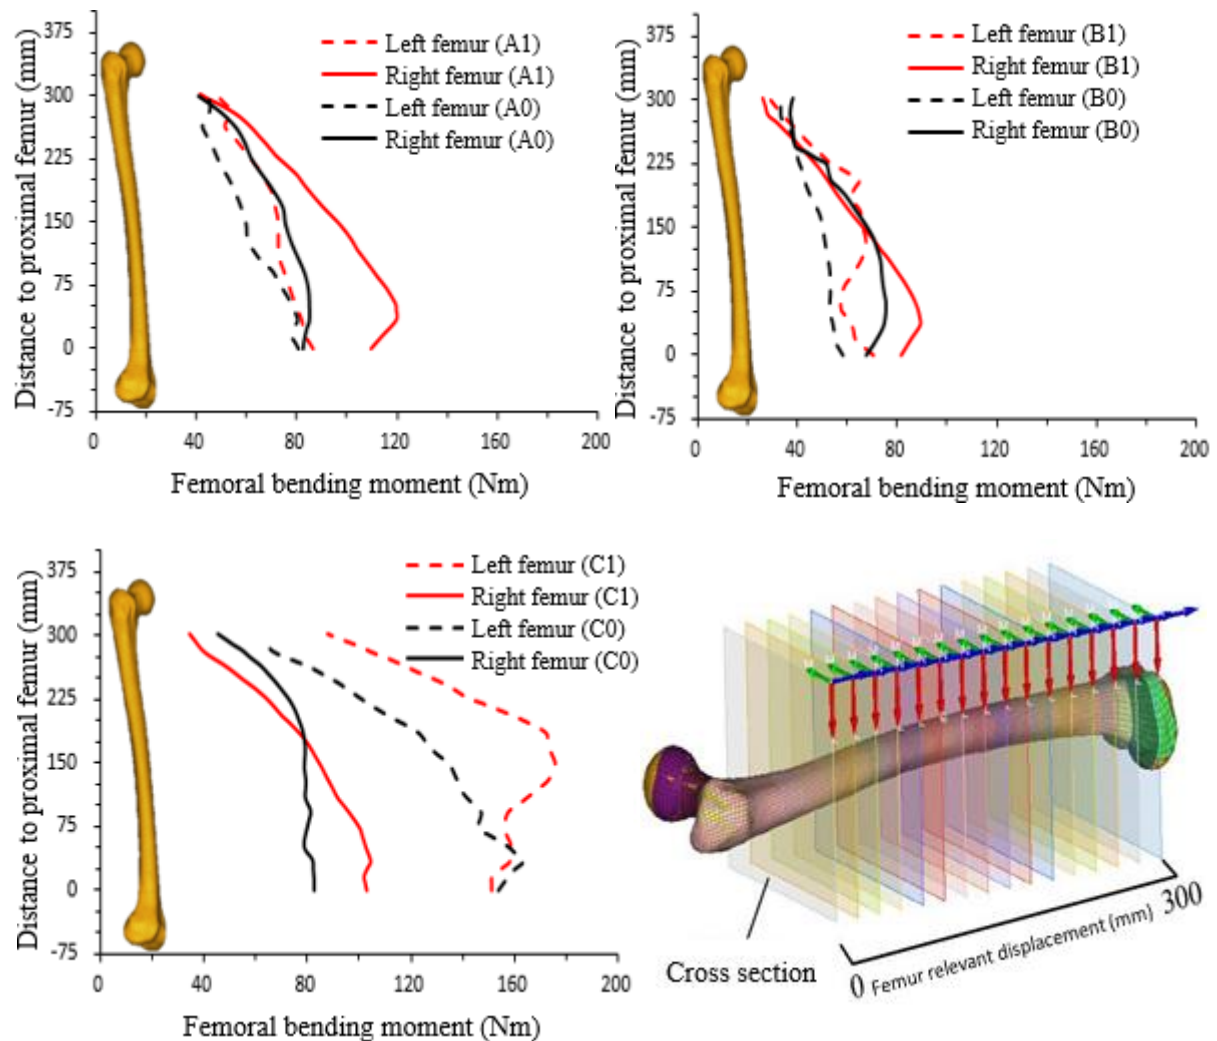 Distance to proximal femur (mm)
375
300
225
150
75
0
-75
Left femur (A1)
Right femur (A1)
Left femur (A0)
Right femur (A0)
0 40 80 120 160 200
Femoral bending moment (Nm)
Distance to proximal femur (mm)
375
300
225
150
75
0
-75
Left femur (B1)
Right femur (B1)
Left femur (B0)
Right femur (B0)
0 40 80 120 160 200
Femoral bending moment (Nm)
Distance to proximal femur (mm)
375
300
225
150
75
0
-75
Left femur (C1)
Right femur (C1)
Left femur (C0)
Right femur (C0)
0 40 80 120 160 200
Femoral bending moment (Nm)
Cross section
0 Femur relevant displacement (mm) 300